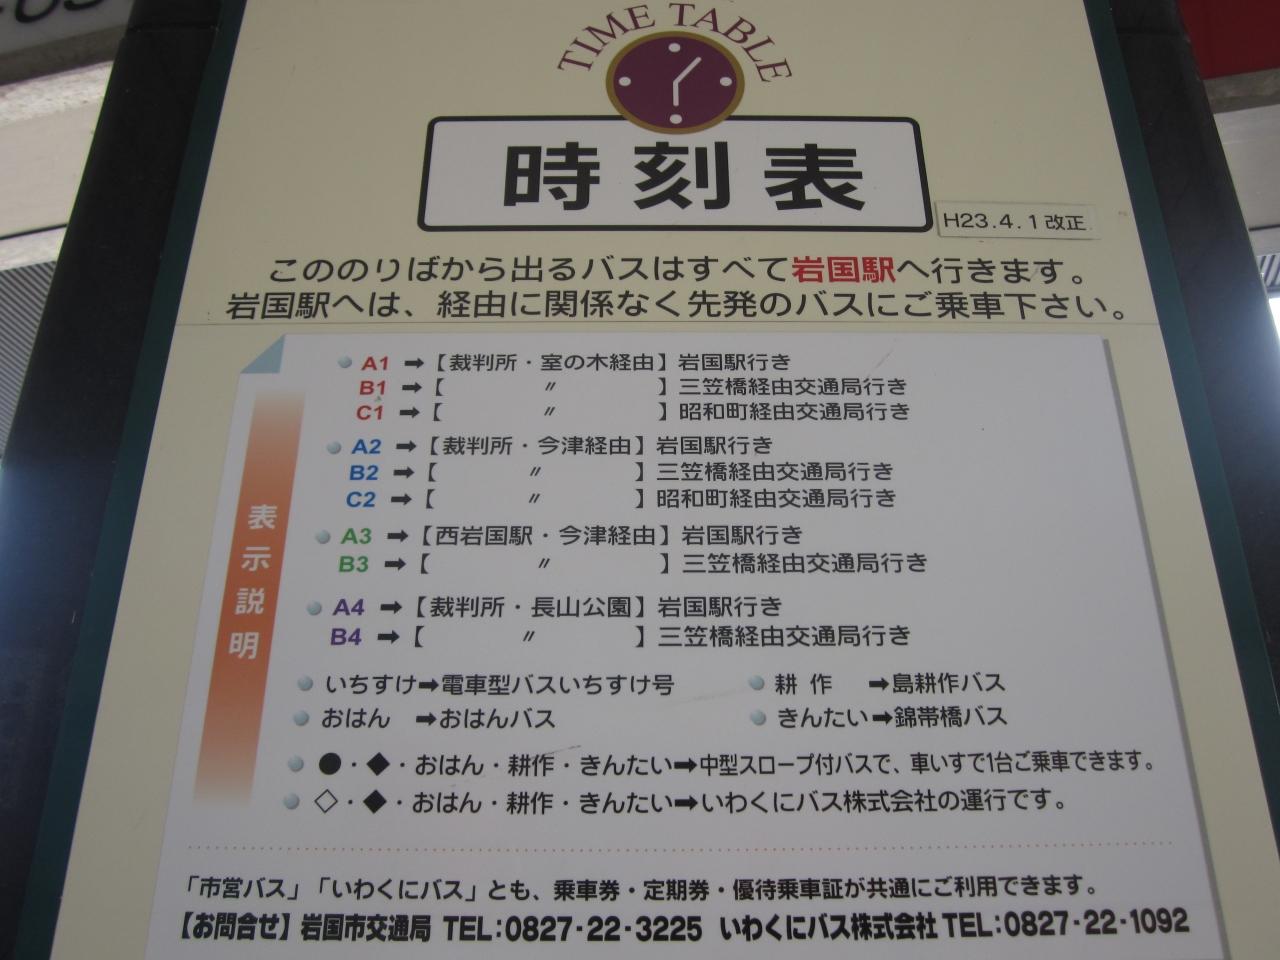 TIME TABLE
時刻表
H23.4.1改正
こののりばから出るバスはすべて岩国駅へ行きます。
岩国駅へは、経由に関係なく先発のバスにご乗車下さい。
表示説明
A1 ➡【裁判所・室の木経由】岩国駅行き
B1 ➡【 〃 】三笠橋経由交通局行き
C1 ➡【 〃 】昭和町経由交通局行き
A2 ➡【裁判所・今津経由】岩国駅行き
B2 ➡【 〃 】三笠橋経由交通局行き
C2 ➡【 〃 】昭和町経由交通局行き
A3 ➡【西岩国駅・今津経由】岩国駅行き
B3 ➡【 〃 】三笠橋経由交通局行き
A4 ➡【裁判所・長山公園】岩国駅行き
B4 ➡【 〃 】三笠橋経由交通局行き
いちすけ➡電車型バスいちすけ号 耕作 ➡島耕作バス
おはん ➡おはんバス きんたい➡錦帯橋バス
●・◆・おはん・耕作・きんたい➡中型スロープ付バスで、車いすで1台ご乗車できます。
◇・◆・おはん・耕作・きんたい➡いわくにバス株式会社の運行です。
「市営バス」「いわくにバス」とも、乗車券・定期券・優待乗車証が共通にご利用できます。
【お問合せ】岩国市交通局 TEL:0827-22-3225 いわくにバス株式会社 TEL:0827-22-1092